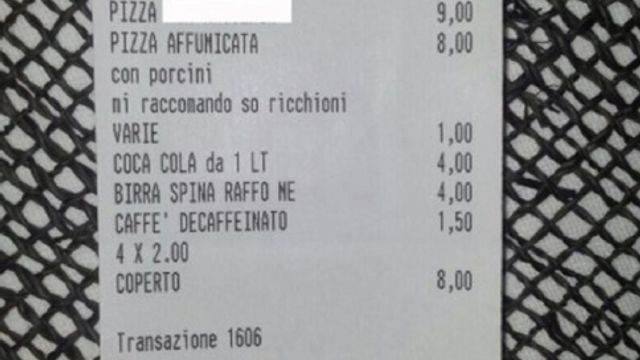 PIZZA 9,00
PIZZA AFFUMICATA 8,00
con porcini
mi raccomando so ricchioni
VARIE 1,00
COCA COLA da 1 LT 4,00
BIRRA SPINA RAFFO ME 4,00
CAFFE' DECAFFEINATO 1,50
4 X 2.00
COPERTO 8,00
Transazione 1606